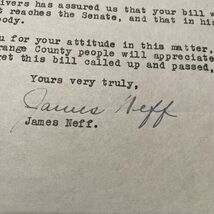 ivers has assured us that your bill w
t reaches the Senate, and that in his
ody.
u for your attitude in this matter,
range County people will appreciate
et this bill called up and passed,
Yours very truly,
James Neff
James Neff.